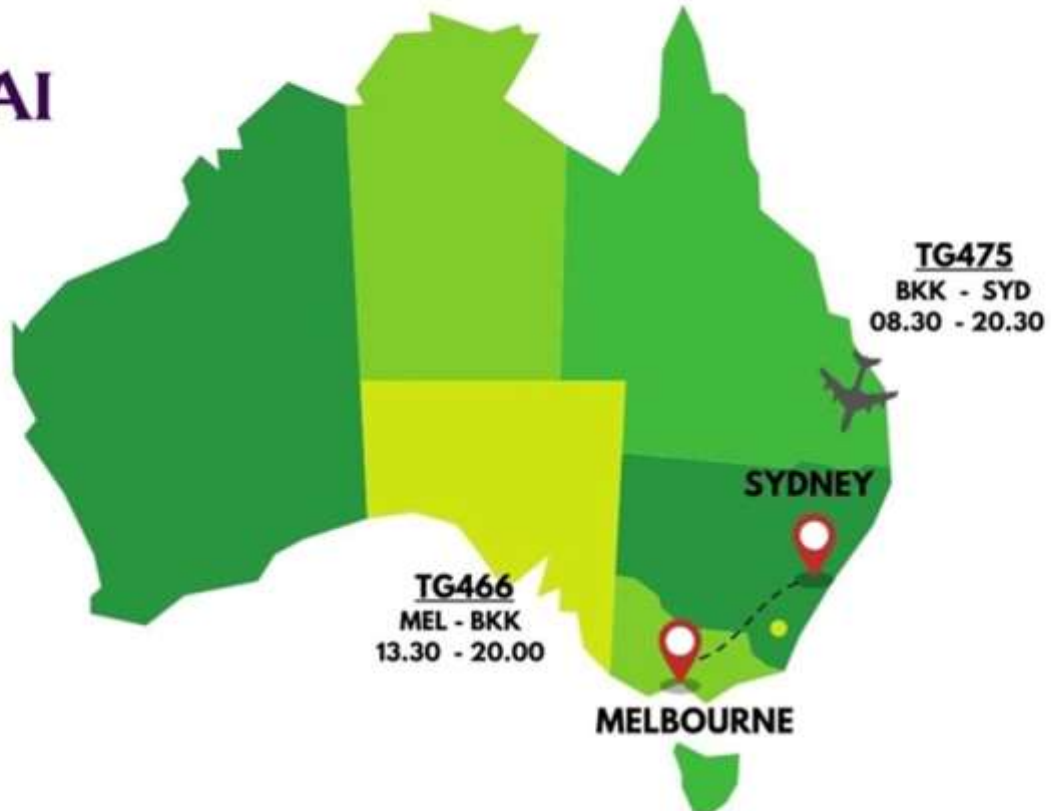 AI
TG475
BKK - SYD
08.30 - 20.30
SYDNEY
TG466
MEL - BKK
13.30 - 20.00
MELBOURNE